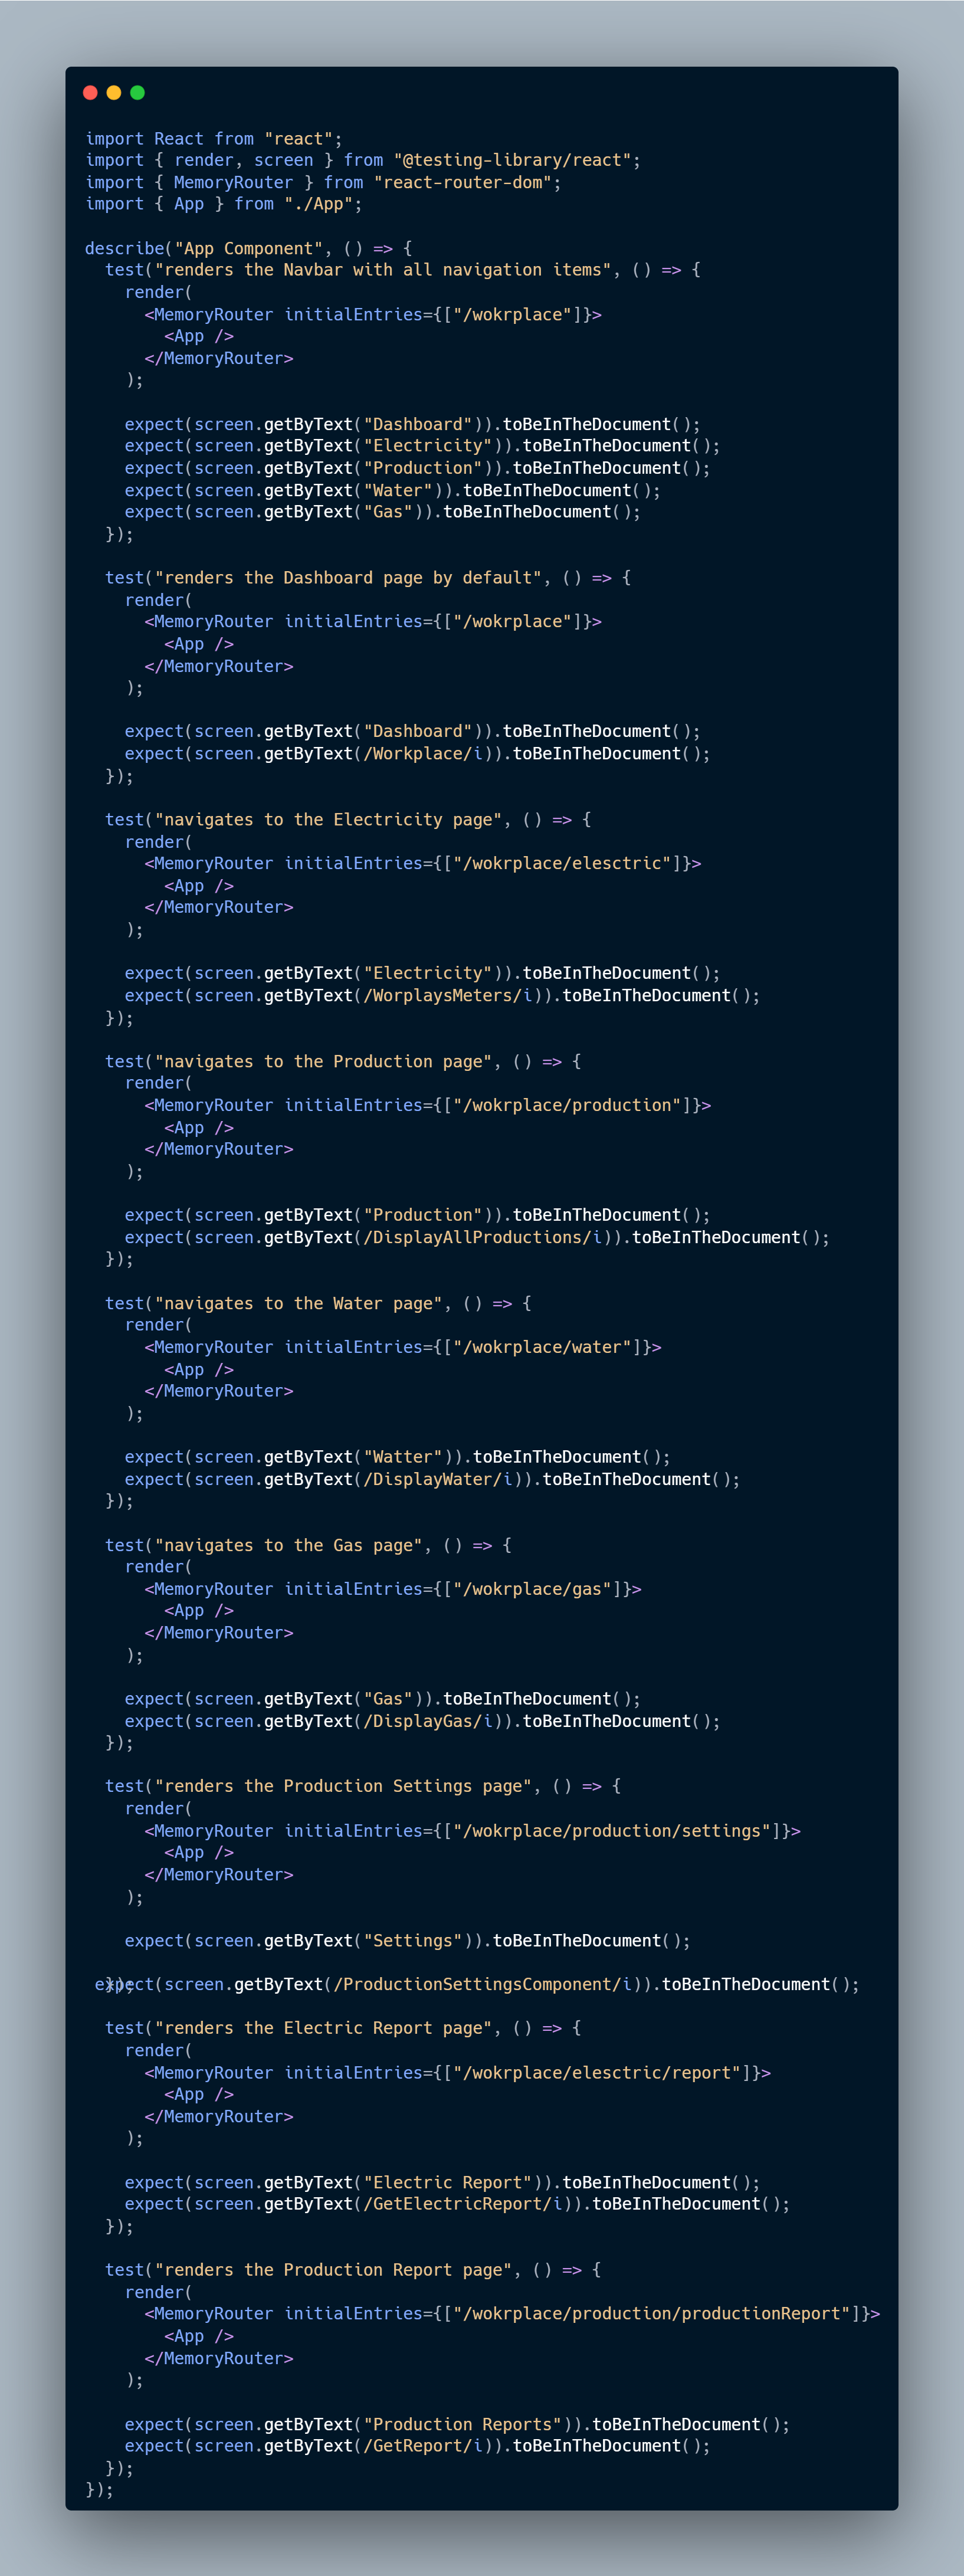 import React from "react";
import { render, screen } from "@testing-library/react";
import { MemoryRouter } from "react-router-dom";
import { App } from "./App";

describe("App Component", () => {
  test("renders the Navbar with all navigation items", () => {
    render(
      <MemoryRouter initialEntries={["/wokrplace"]}>
        <App />
      </MemoryRouter>
    );

    expect(screen.getByText("Dashboard")).toBeInTheDocument();
    expect(screen.getByText("Electricity")).toBeInTheDocument();
    expect(screen.getByText("Production")).toBeInTheDocument();
    expect(screen.getByText("Water")).toBeInTheDocument();
    expect(screen.getByText("Gas")).toBeInTheDocument();
  });

  test("renders the Dashboard page by default", () => {
    render(
      <MemoryRouter initialEntries={["/wokrplace"]}>
        <App />
      </MemoryRouter>
    );

    expect(screen.getByText("Dashboard")).toBeInTheDocument();
    expect(screen.getByText(/Workplace/i)).toBeInTheDocument();
  });

  test("navigates to the Electricity page", () => {
    render(
      <MemoryRouter initialEntries={["/wokrplace/elesctric"]}>
        <App />
      </MemoryRouter>
    );

    expect(screen.getByText("Electricity")).toBeInTheDocument();
    expect(screen.getByText(/WorplaysMeters/i)).toBeInTheDocument();
  });

  test("navigates to the Production page", () => {
    render(
      <MemoryRouter initialEntries={["/wokrplace/production"]}>
        <App />
      </MemoryRouter>
    );

    expect(screen.getByText("Production")).toBeInTheDocument();
    expect(screen.getByText(/DisplayAllProductions/i)).toBeInTheDocument();
  });

  test("navigates to the Water page", () => {
    render(
      <MemoryRouter initialEntries={["/wokrplace/water"]}>
        <App />
      </MemoryRouter>
    );

    expect(screen.getByText("Watter")).toBeInTheDocument();
    expect(screen.getByText(/DisplayWater/i)).toBeInTheDocument();
  });

  test("navigates to the Gas page", () => {
    render(
      <MemoryRouter initialEntries={["/wokrplace/gas"]}>
        <App />
      </MemoryRouter>
    );

    expect(screen.getByText("Gas")).toBeInTheDocument();
    expect(screen.getByText(/DisplayGas/i)).toBeInTheDocument();
  });

  test("renders the Production Settings page", () => {
    render(
      <MemoryRouter initialEntries={["/wokrplace/production/settings"]}>
        <App />
      </MemoryRouter>
    );

    expect(screen.getByText("Settings")).toBeInTheDocument();

 expect(screen.getByText(/ProductionSettingsComponent/i)).toBeInTheDocument();
  });

  test("renders the Electric Report page", () => {
    render(
      <MemoryRouter initialEntries={["/wokrplace/elesctric/report"]}>
        <App />
      </MemoryRouter>
    );

    expect(screen.getByText("Electric Report")).toBeInTheDocument();
    expect(screen.getByText(/GetElectricReport/i)).toBeInTheDocument();
  });

  test("renders the Production Report page", () => {
    render(
      <MemoryRouter initialEntries={["/wokrplace/production/productionReport"]}>
        <App />
      </MemoryRouter>
    );

    expect(screen.getByText("Production Reports")).toBeInTheDocument();
    expect(screen.getByText(/GetReport/i)).toBeInTheDocument();
  });
});